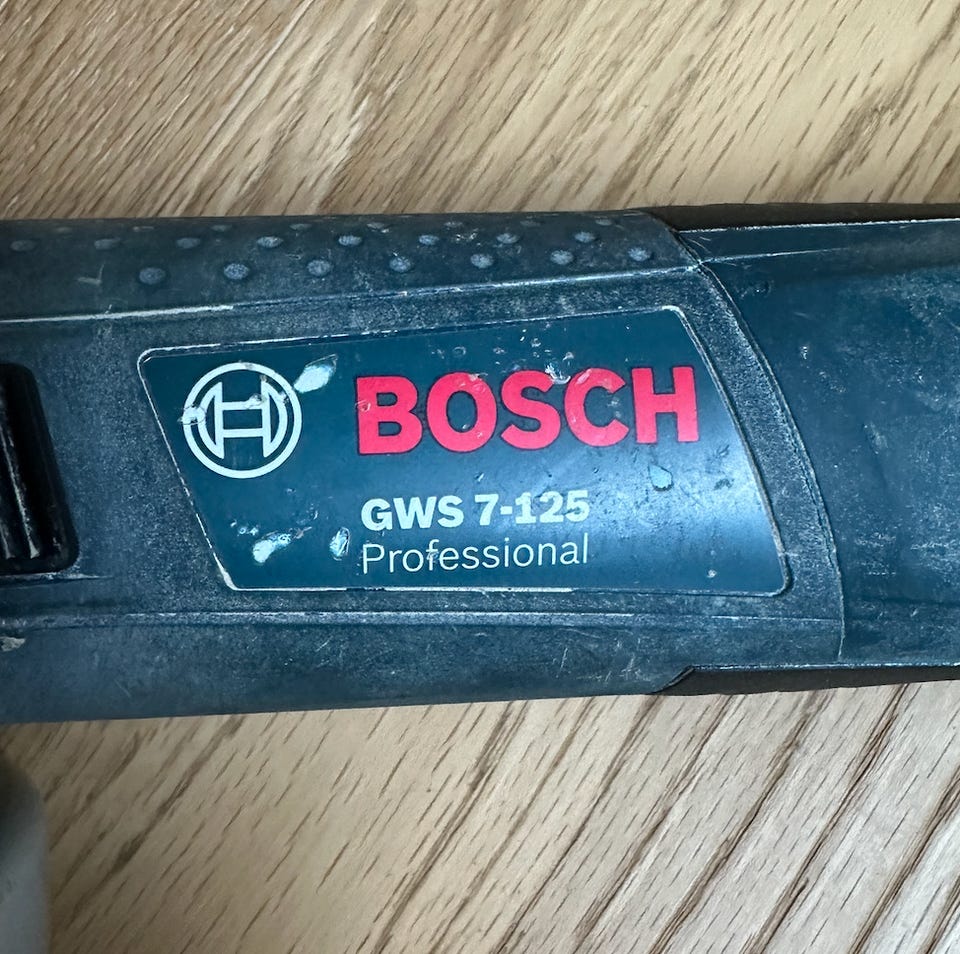 BOSCH
GWS 7-125
Professional